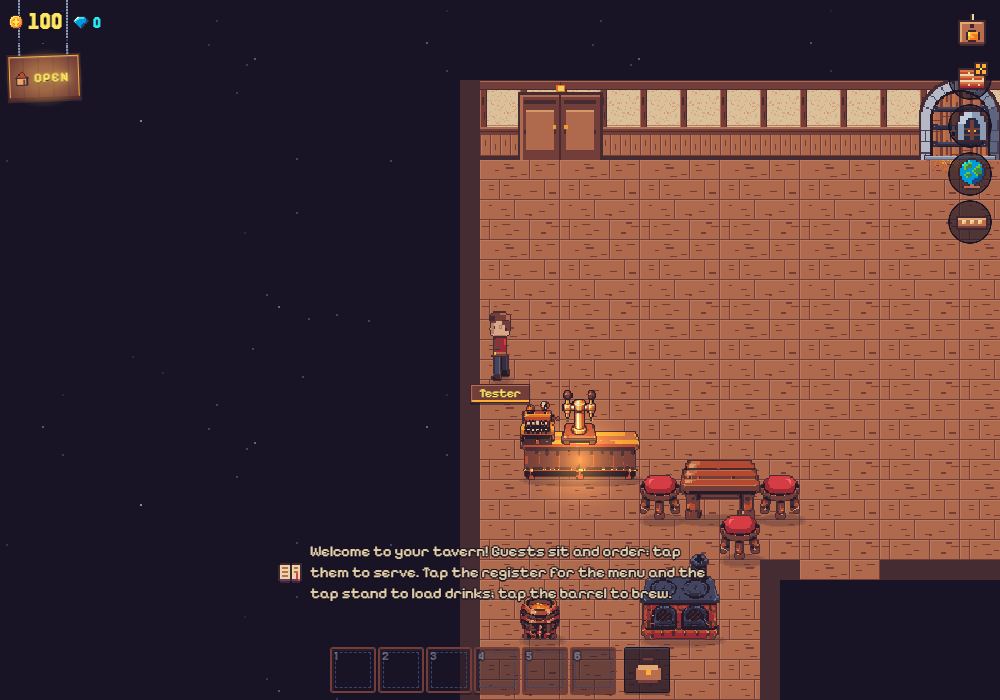 100 0
OPEN
Tester
Welcome to your tavern! Guests sit and order: tap
them to serve. Tap the register for the menu and the
tap stand to load drinks; tap the barrel to brew.
1 2 3 4 5 6